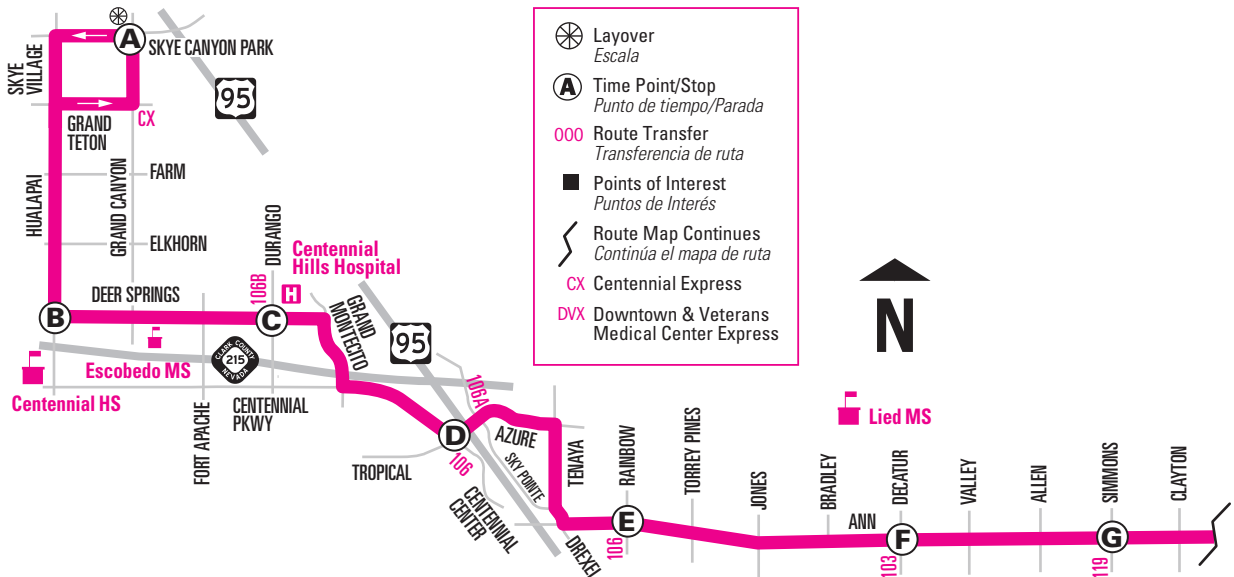 A
SKYE CANYON PARK
SKYE
VILLAGE
95
CX
GRAND
TETON
HUALAPAI
GRAND CANYON
FARM
ELKHORN
DURANGO
106B
H
Centennial
Hills Hospital
DEER SPRINGS
B
C
GRAND
MONTECITO
95
CLARK COUNTY
215
NEVADA
Escobedo MS
Centennial HS
FORT APACHE
CENTENNIAL
PKWY
TROPICAL
D
106
106A
AZURE
SKY POINTE
CENTENNIAL
CENTER
TENAYA
DREXEL
RAINBOW
E
106
TORREY PINES
JONES
BRADLEY
ANN
DECATUR
F
103
VALLEY
ALLEN
SIMMONS
G
119
CLAYTON
Lied MS
N
Layover
Escala
A
Time Point/Stop
Punto de tiempo/Parada
000
Route Transfer
Transferencia de ruta
Points of Interest
Puntos de Interés
Route Map Continues
Continúa el mapa de ruta
CX
Centennial Express
DVX
Downtown & Veterans
Medical Center Express